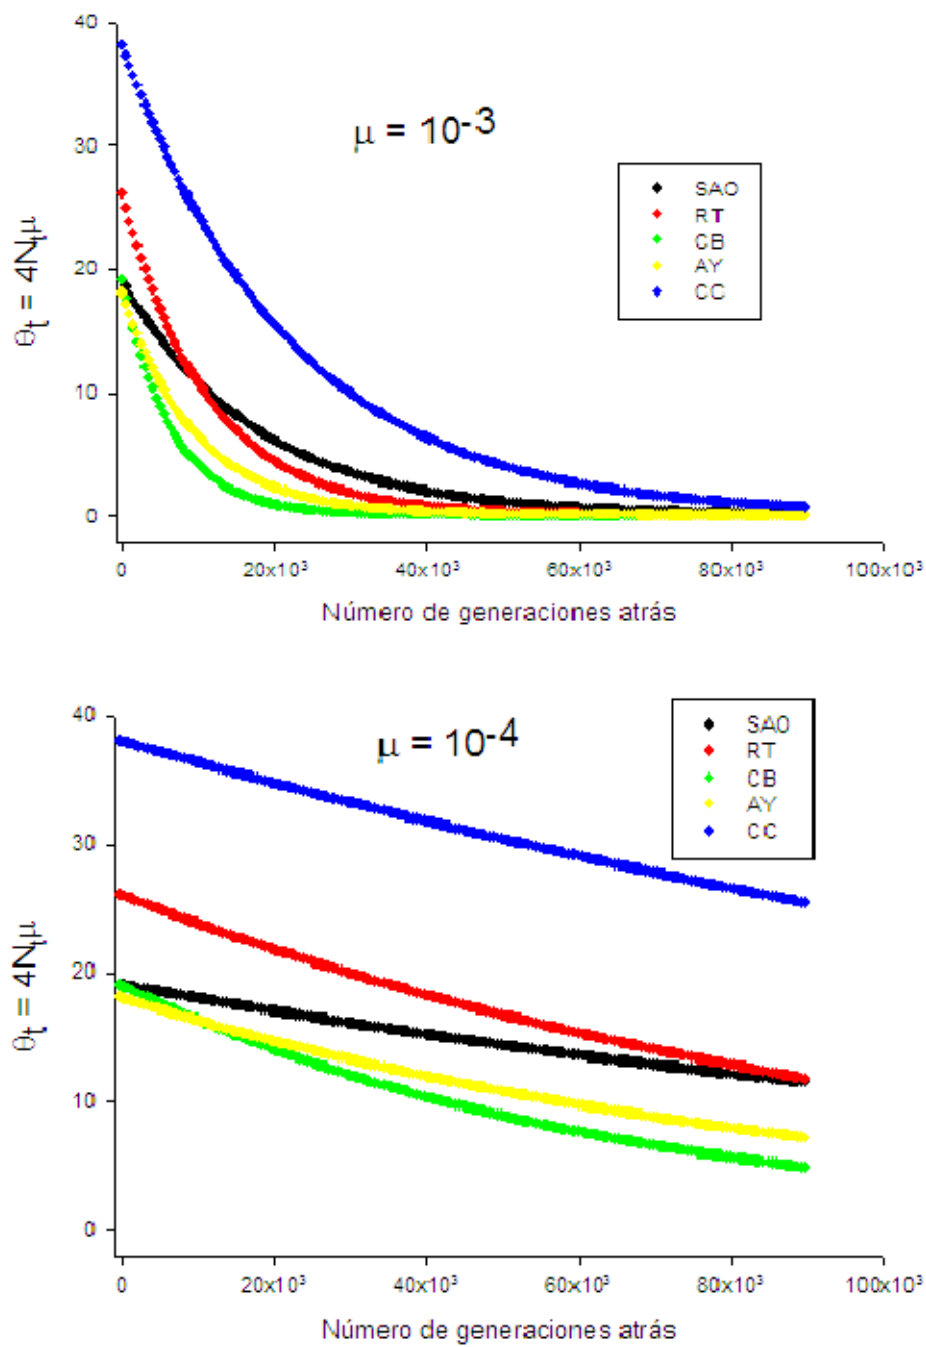 40
μ = 10-3
30
SAO
RT
CB
AY
CC
θt = 4Ntμ
20
10
0
0 20x10³ 40x10³ 60x10³ 80x10³ 100x10³
Número de generaciones atrás
40
μ = 10-4
SAO
RT
CB
AY
CC
30
θt = 4Ntμ
20
10
0
0 20x10³ 40x10³ 60x10³ 80x10³ 100x10³
Número de generaciones atrás